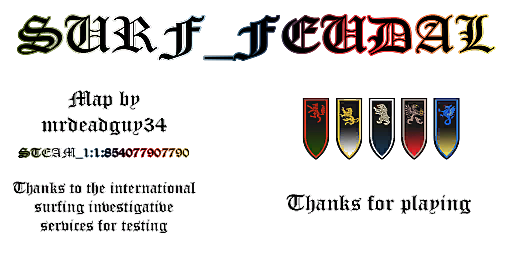 SURF_FEUDAL
Map by
mrdeadguy34
STEAM_1:1:854077907790
Thanks to the international
surfing investigative
services for testing
Thanks for playing